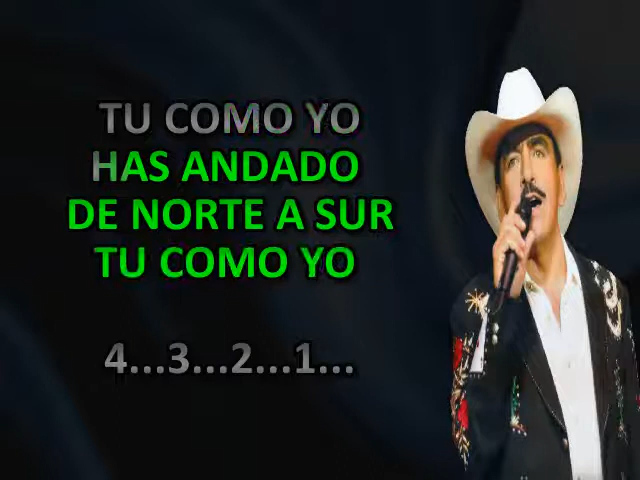 TU COMO YO
HAS ANDADO
DE NORTE A SUR
TU COMO YO
4...3...2...1...